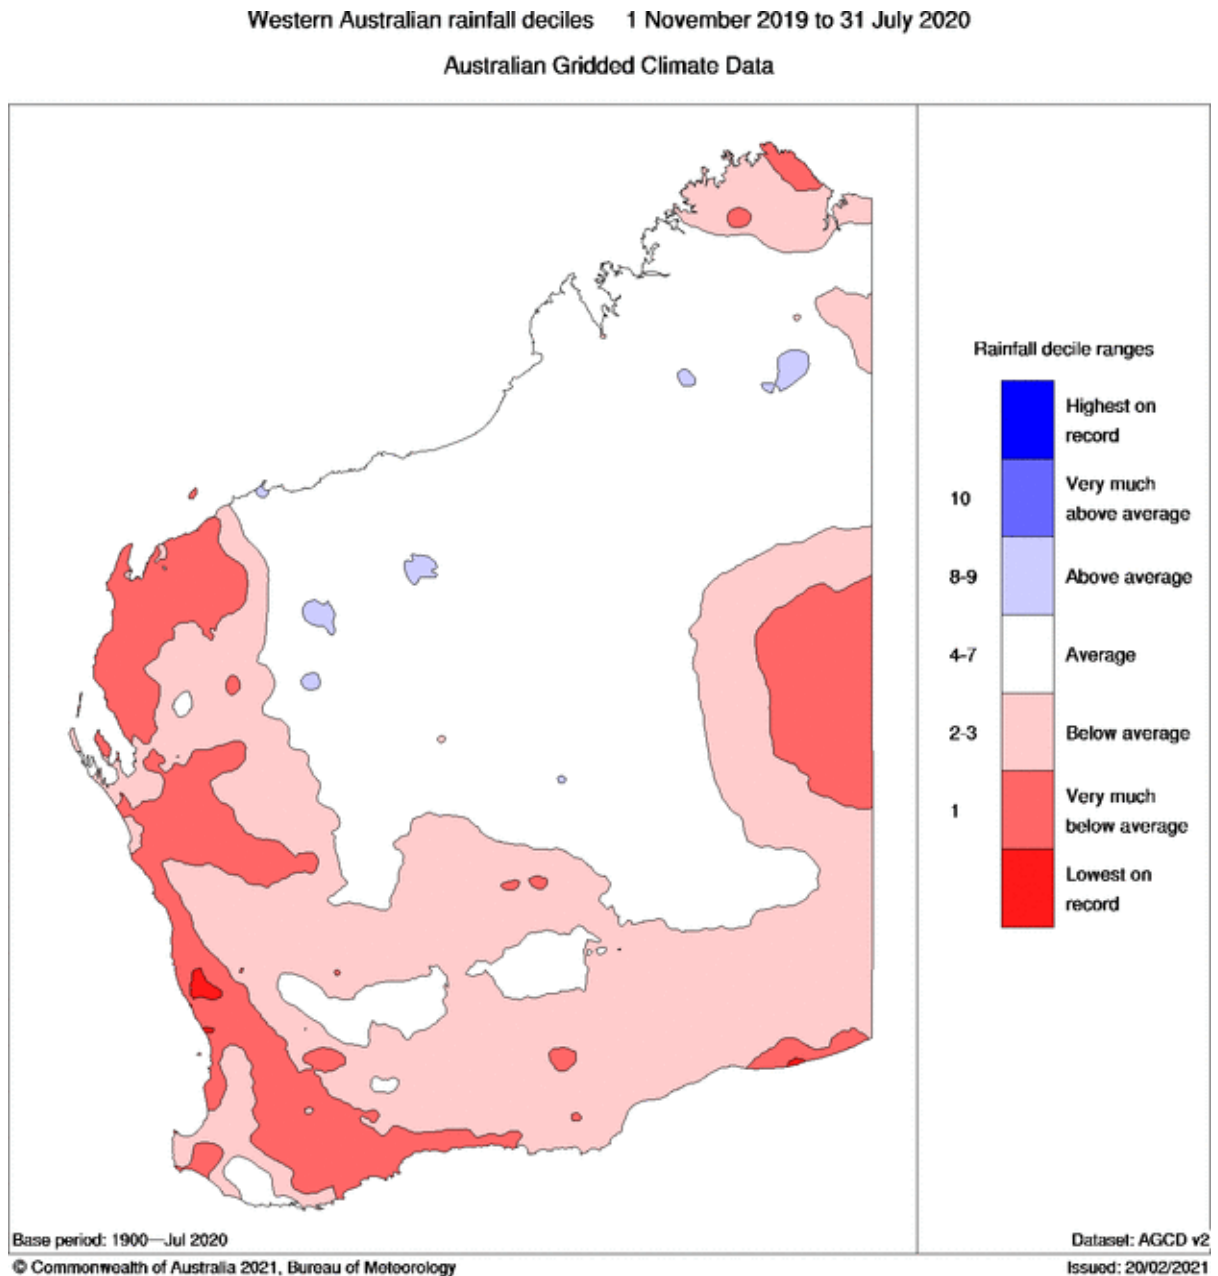 Western Australian rainfall deciles 1 November 2019 to 31 July 2020
Australian Gridded Climate Data
Rainfall decile ranges
Highest on
record
10
Very much
above average
8-9
Above average
4-7
Average
2-3
Below average
1
Very much
below average
Lowest on
record
Base period: 1900—Jul 2020
Dataset: AGCD v2
© Commonwealth of Australia 2021, Bureau of Meteorology
Issued: 20/02/2021